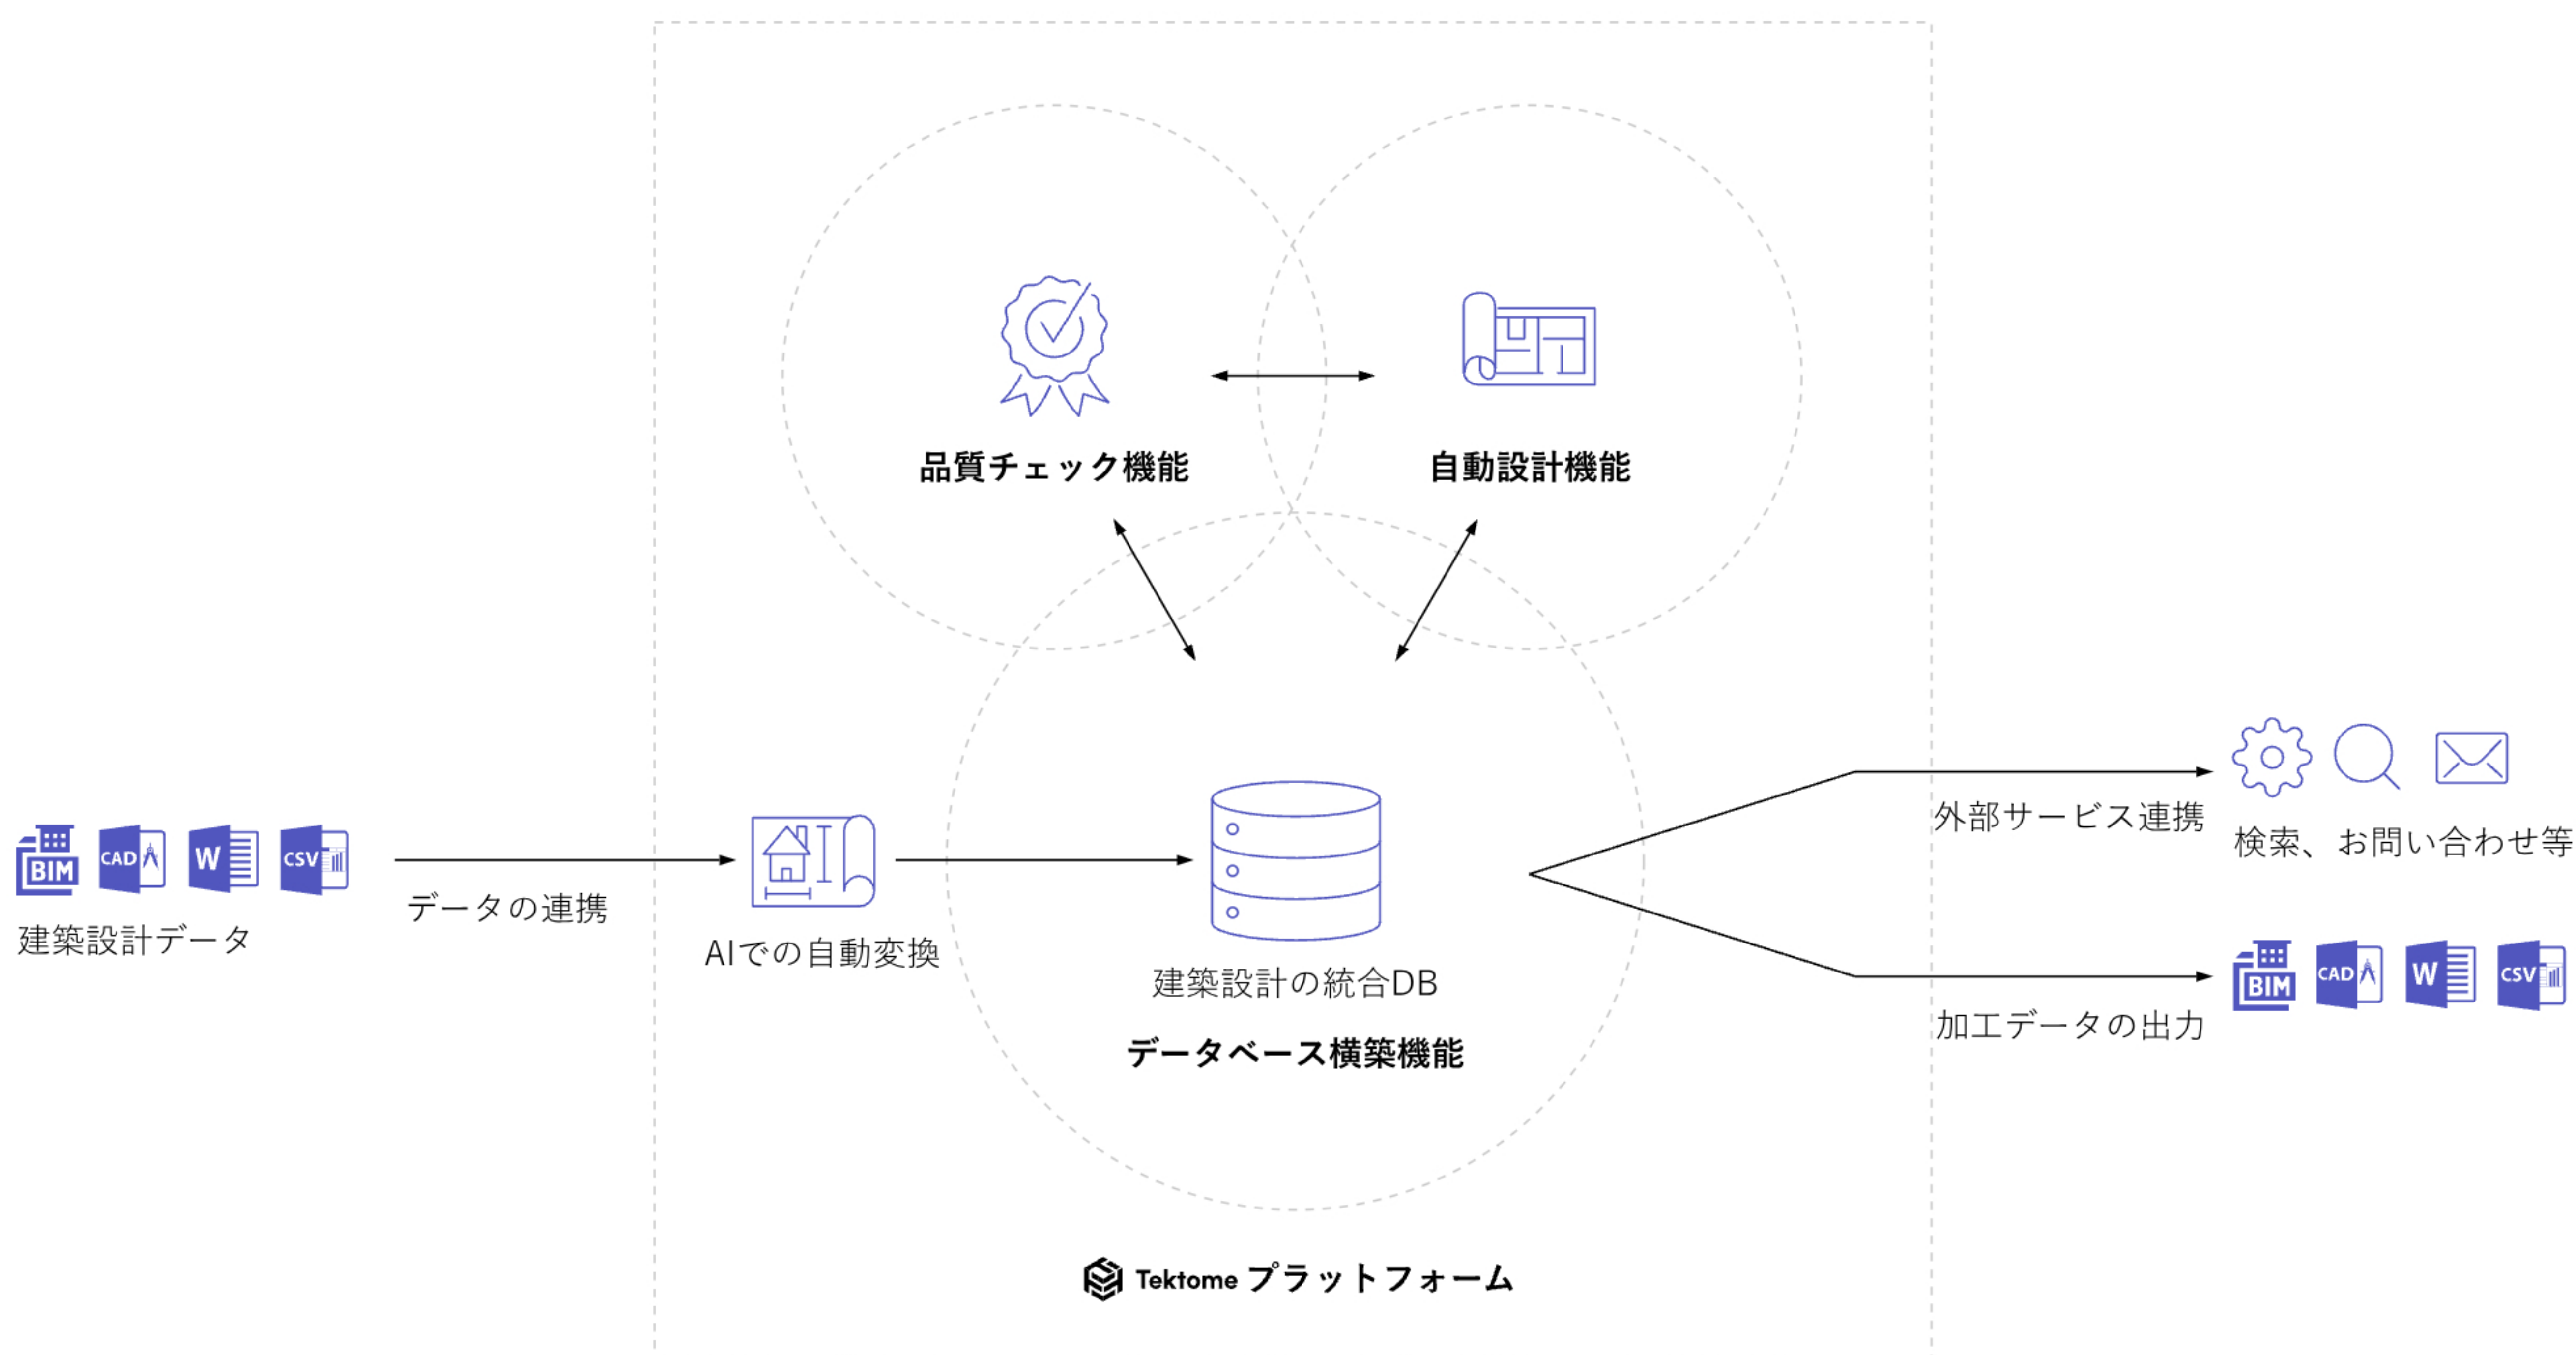 品質チェック機能
自動設計機能
BIM
CAD
W
CSV
建築設計データ
データの連携
AIでの自動変換
建築設計の統合DB
データベース横築機能
外部サービス連携
検索、お問い合わせ等
加工データの出力
BIM
CAD
W
CSV
Tektome プラットフォーム